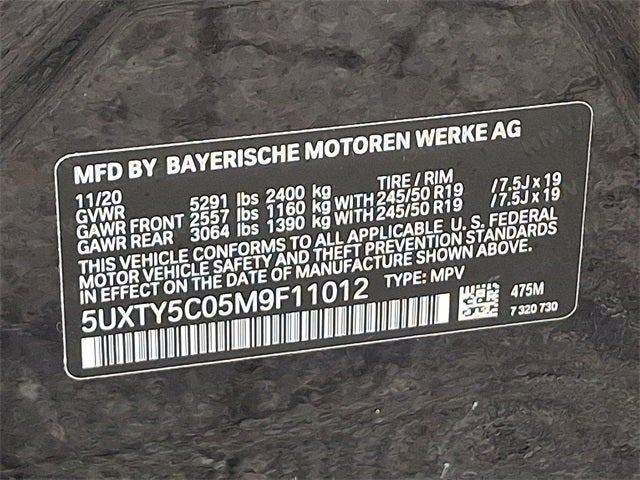 MFD BY BAYERISCHE MOTOREN WERKE AG
11/20 5291 lbs 2400 kg TIRE / RIM
GVWR
GAWR FRONT 2557 lbs 1160 kg WITH 245/50 R19 / 7.5J x 19
GAWR REAR 3064 lbs 1390 kg WITH 245/50 R19 / 7.5J x 19
THIS VEHICLE CONFORMS TO ALL APPLICABLE U. S. FEDERAL
MOTOR VEHICLE SAFETY AND THEFT PREVENTION STANDARDS
IN EFFECT ON THE DATE OF MANUFACTURE SHOWN ABOVE.
5UXTY5C05M9F11012 TYPE: MPV
475M
7 320 730